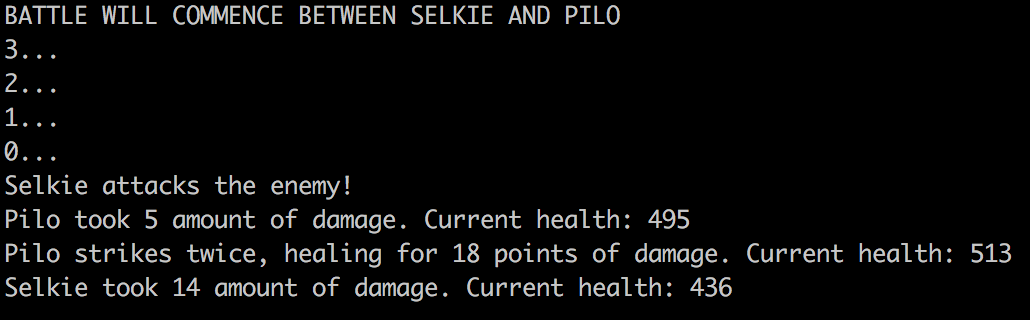 BATTLE WILL COMMENCE BETWEEN SELKIE AND PILO
3...
2...
1...
0...
Selkie attacks the enemy!
Pilo took 5 amount of damage. Current health: 495
Pilo strikes twice, healing for 18 points of damage. Current health: 513
Selkie took 14 amount of damage. Current health: 436